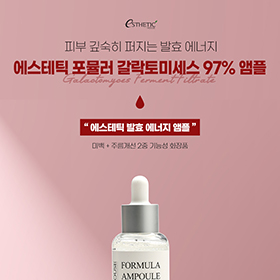 ESTHETIC
피부 깊숙히 퍼지는 발효 에너지
에스테틱 포뮬러 갈락토미세스 97% 앰플
Galactomyces Ferment Filtrate
“ 에스테틱 발효 에너지 앰플 ”
미백 + 주름개선 2중 기능성 화장품
FORMULA
AMPOULE